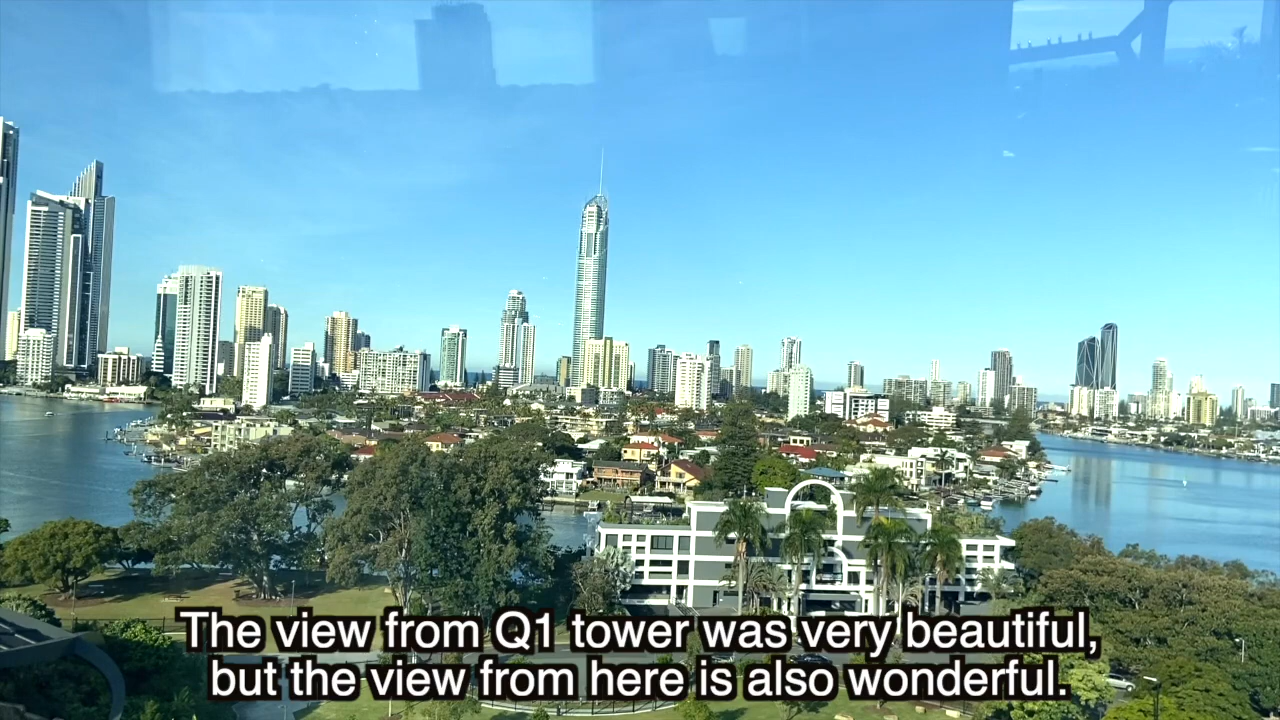 The view from Q1 tower was very beautiful,
but the view from here is also wonderful.